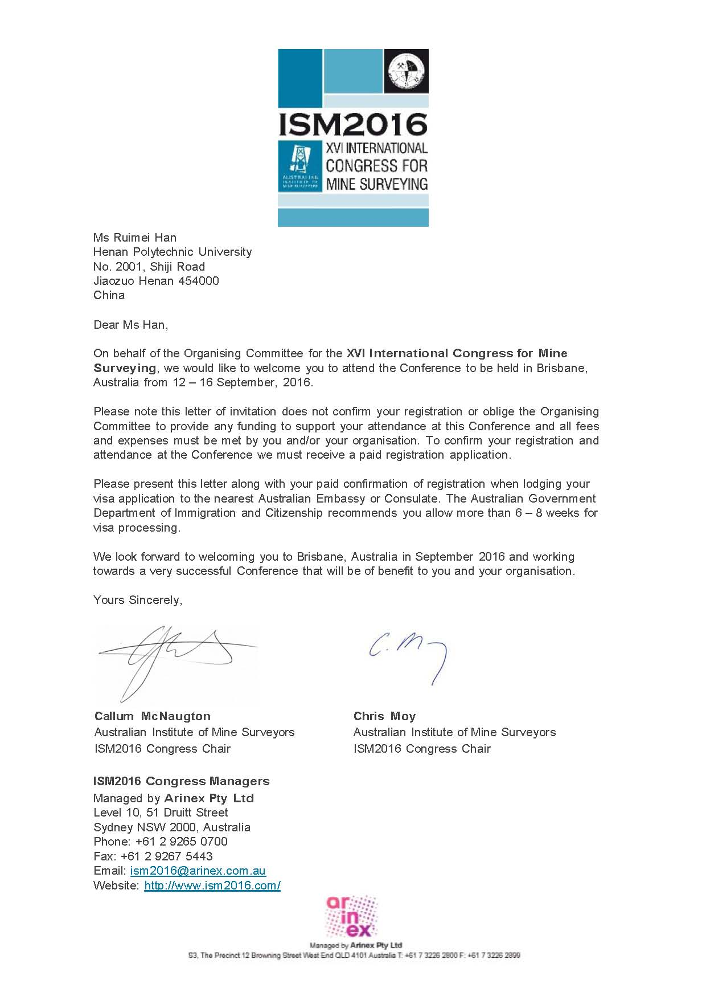 ISM2016
XVI INTERNATIONAL
CONGRESS FOR
MINE SURVEYING
AUSTRALIAN
INSTITUTE OF
MINE SURVEYORS
Ms Ruimei Han
Henan Polytechnic University
No. 2001, Shiji Road
Jiaozuo Henan 454000
China
Dear Ms Han,
On behalf of the Organising Committee for the XVI International Congress for Mine
Surveying, we would like to welcome you to attend the Conference to be held in Brisbane,
Australia from 12 – 16 September, 2016.
Please note this letter of invitation does not confirm your registration or oblige the Organising
Committee to provide any funding to support your attendance at this Conference and all fees
and expenses must be met by you and/or your organisation. To confirm your registration and
attendance at the Conference we must receive a paid registration application.
Please present this letter along with your paid confirmation of registration when lodging your
visa application to the nearest Australian Embassy or Consulate. The Australian Government
Department of Immigration and Citizenship recommends you allow more than 6 – 8 weeks for
visa processing.
We look forward to welcoming you to Brisbane, Australia in September 2016 and working
towards a very successful Conference that will be of benefit to you and your organisation.
Yours Sincerely,
C. Moy
Callum McNaugton Chris Moy
Australian Institute of Mine Surveyors Australian Institute of Mine Surveyors
ISM2016 Congress Chair ISM2016 Congress Chair
ISM2016 Congress Managers
Managed by Arinex Pty Ltd
Level 10, 51 Druitt Street
Sydney NSW 2000, Australia
Phone: +61 2 9265 0700
Fax: +61 2 9267 5443
Email: ism2016@arinex.com.au
Website: http://www.ism2016.com/
ar
in
ex
Managed by Arinex Pty Ltd
S3, The Precinct 12 Browning Street West End QLD 4101 Australia T: +61 7 3226 2800 F: +61 7 3226 2899